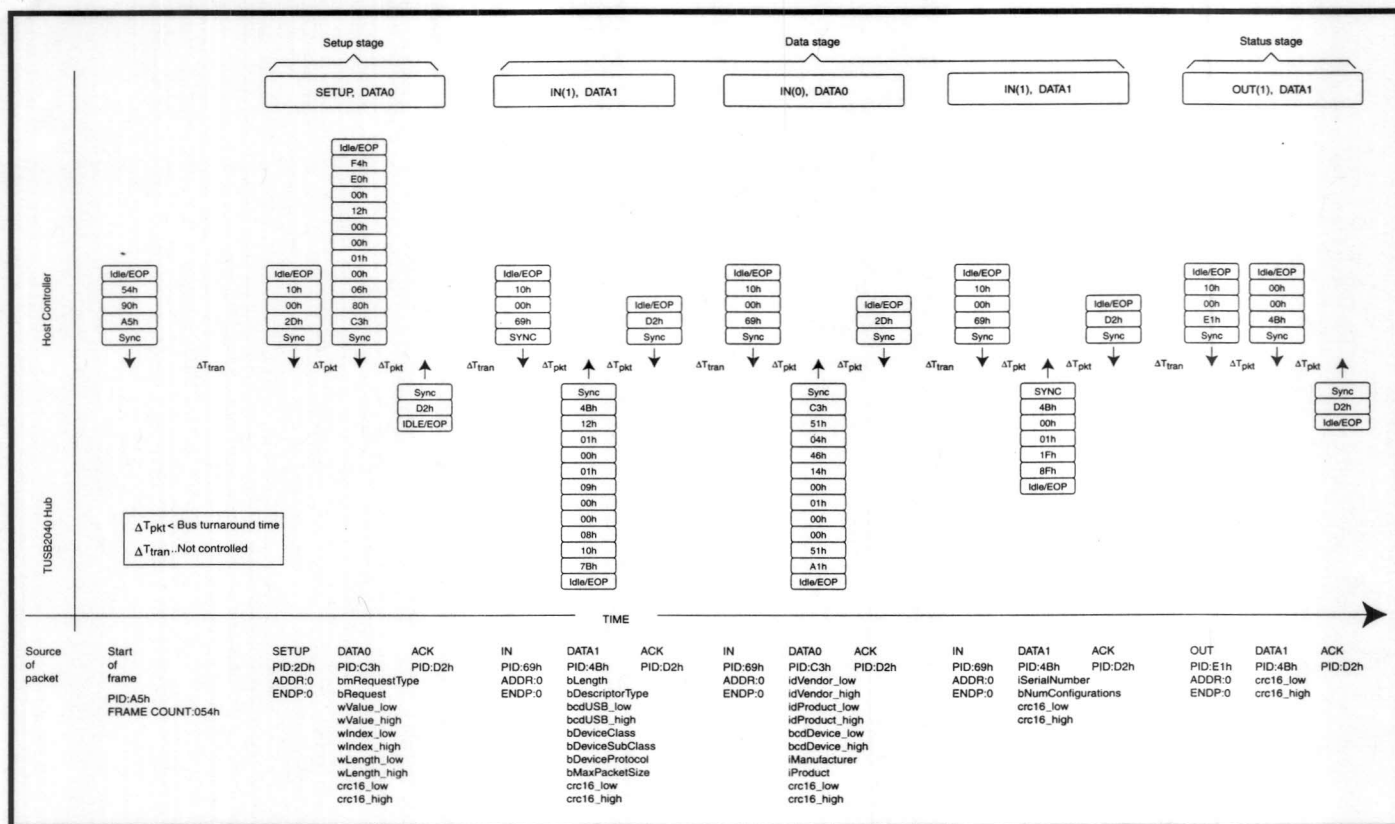 Setup stage
Data stage
Status stage
SETUP, DATA0
IN(1), DATA1
IN(0), DATA0
IN(1), DATA1
OUT(1), DATA1
Host Controller
Idle/EOP
54h
90h
A5h
Sync
Idle/EOP
10h
00h
2Dh
Sync
Idle/EOP
F4h
E0h
00h
12h
00h
00h
01h
00h
06h
80h
C3h
Sync
Idle/EOP
10h
00h
69h
SYNC
Idle/EOP
D2h
Sync
Idle/EOP
10h
00h
69h
Sync
Idle/EOP
2Dh
Sync
Idle/EOP
10h
00h
69h
Sync
Idle/EOP
D2h
Sync
Idle/EOP
10h
00h
E1h
Sync
Idle/EOP
00h
00h
4Bh
Sync
ΔTtran
ΔTpkt
ΔTpkt
ΔTtran
ΔTpkt
ΔTpkt
ΔTtran
ΔTpkt
ΔTpkt
ΔTtran
ΔTpkt
ΔTpkt
ΔTtran
ΔTpkt
ΔTpkt
TUSB2040 Hub
Sync
D2h
IDLE/EOP
Sync
4Bh
12h
01h
00h
01h
09h
00h
00h
08h
10h
7Bh
Idle/EOP
Sync
C3h
51h
04h
46h
14h
00h
01h
00h
00h
51h
A1h
Idle/EOP
SYNC
4Bh
00h
01h
1Fh
8Fh
Idle/EOP
Sync
D2h
Idle/EOP
ΔTpkt < Bus turnaround time
ΔTtran ..Not controlled
TIME
Source
of
packet
Start
of
frame
PID:A5h
FRAME COUNT:054h
SETUP
PID:2Dh
ADDR:0
ENDP:0
DATA0
PID:C3h
bmRequestType
bRequest
wValue_low
wValue_high
wIndex_low
wIndex_high
wLength_low
wLength_high
crc16_low
crc16_high
ACK
PID:D2h
IN
PID:69h
ADDR:0
ENDP:0
DATA1
PID:4Bh
bLength
bDescriptorType
bcdUSB_low
bcdUSB_high
bDeviceClass
bDeviceSubClass
bDeviceProtocol
bMaxPacketSize
crc16_low
crc16_high
ACK
PID:D2h
IN
PID:69h
ADDR:0
ENDP:0
DATA0
PID:C3h
idVendor_low
idVendor_high
idProduct_low
idProduct_high
bcdDevice_low
bcdDevice_high
iManufacturer
iProduct
crc16_low
crc16_high
ACK
PID:D2h
IN
PID:69h
ADDR:0
ENDP:0
DATA1
PID:4Bh
iSerialNumber
bNumConfigurations
crc16_low
crc16_high
ACK
PID:D2h
OUT
PID:E1h
ADDR:0
ENDP:0
DATA1
PID:4Bh
crc16_low
crc16_high
ACK
PID:D2h